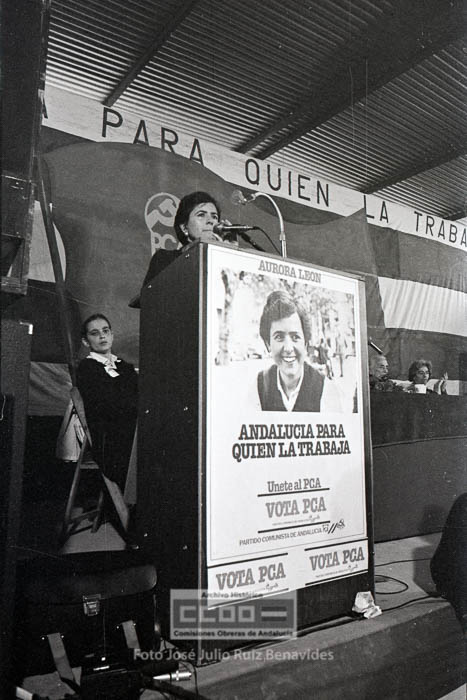 A PARA QUIEN LA TRABA
PC
AURORA LEON
ANDALUCIA PARA
QUIEN LA TRABAJA
Unete al PCA
VOTA PCA
PARTIDO COMUNISTA DE ANDALUCIA
VOTA PCA
VOTA PCA
Archivo Histórico
CCOO
Comisiones Obreras de Andalucía
Foto José Julio Ruiz Benavides